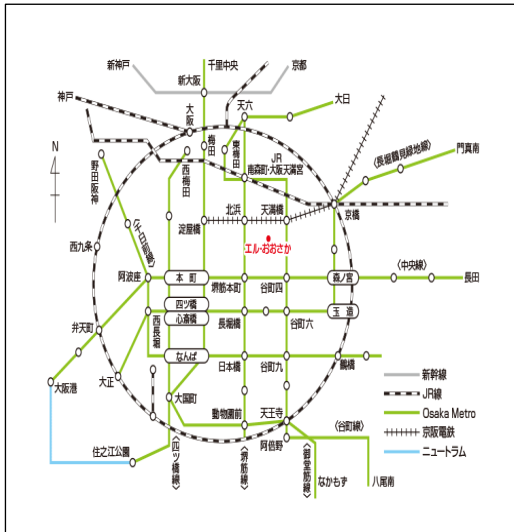 新神戸
千里中央
京都
新大阪
神戸
天六
大日
大阪
梅田
東梅田
西梅田
JR
南森町・大阪天満宮
〈長堀鶴見緑地線〉
門真南
N
野田阪神
北浜
天満橋
京橋
淀屋橋
エル・おおさか
西九条
〈千日前線〉
阿波座
本町
堺筋本町
谷町四
森ノ宮
〈中央線〉
長田
四ツ橋
心斎橋
西長堀
長堀橋
谷町六
玉造
弁天町
なんば
日本橋
谷町九
鶴橋
大阪港
大正
大国町
動物園前
天王寺
阿倍野
〈谷町線〉
住之江公園
〈四ツ橋線〉
〈堺筋線〉
〈御堂筋線〉
なかもず
八尾南
新幹線
JR線
Osaka Metro
京阪電鉄
ニュートラム